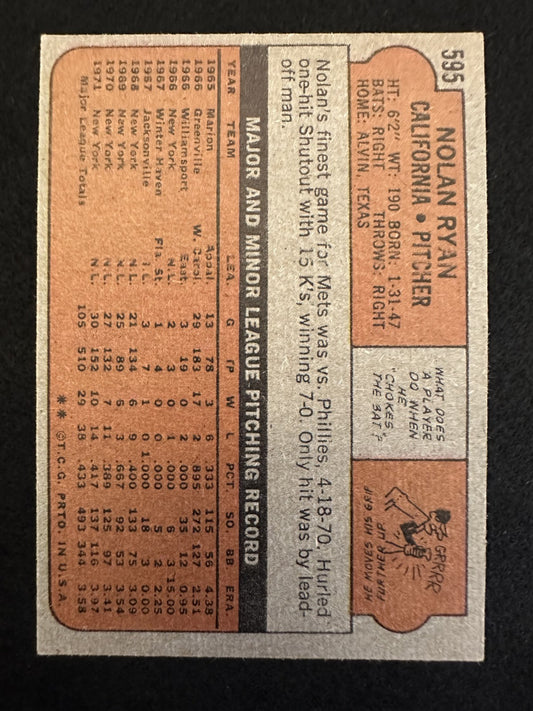 595
NOLAN RYAN
CALIFORNIA • PITCHER
HT: 6'2" WT: 190 BORN: 1-31-47
BATS: RIGHT THROWS: RIGHT
HOME: ALVIN, TEXAS
"WHAT DOES
A PLAYER
DO WHEN
HE
"CHOKES"
THE BAT"?
GRRRR
HE MOVES HIS GRIP
FURTHER UP
Nolan's finest game for Mets was vs. Phillies, 4-18-70. Hurled
one-hit Shutout with 15 K's, winning 7-0. Only hit was by lead-
off man.
MAJOR AND MINOR LEAGUE PITCHING RECORD
YEAR TEAM LEA. G IP W L PCT. SO. BB ERA.
1965 Marion Appal 13 78 3 6 .333 115 56 4.38
1966 Greenville W. Carol 29 183 17 2 .895 272 127 2.51
1966 Williamsport East. 3 19 0 2 .000 35 12 0.95
1966 New York N.L. 2 3 0 1 .000 6 3 15.00
1967 Winter Haven Fla. St 1 4 0 0 .000 5 2 2.25
1967 Jacksonville I.L. 3 7 1 0 1.000 18 3 0.00
1968 New York N.L. 21 134 6 9 .400 133 75 3.09
1969 New York N.L. 25 89 6 3 .667 92 53 3.54
1970 New York N.L. 27 132 7 11 .389 125 97 3.41
1971 New York N.L. 30 152 10 14 .417 137 116 3.97
Major League Totals 105 510 29 38 .433 493 344 3.58
** © T.C.G. PRTD. IN U.S.A.